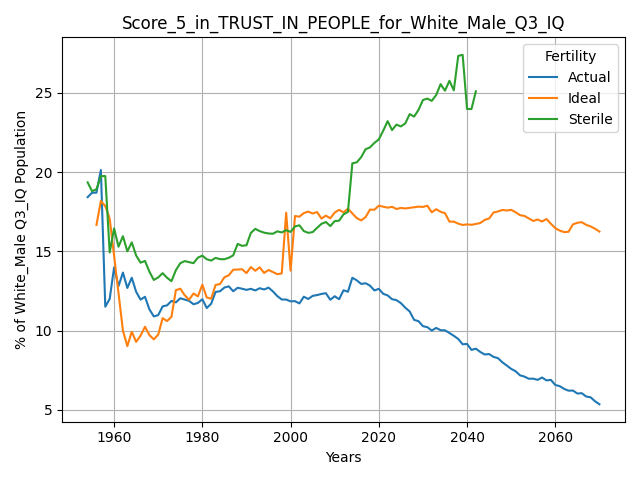 Score_5_in_TRUST_IN_PEOPLE_for_White_Male_Q3_IQ
Fertility
Actual
Ideal
Sterile
% of White_Male Q3_IQ Population
25
20
15
10
5
1960 1980 2000 2020 2040 2060
Years